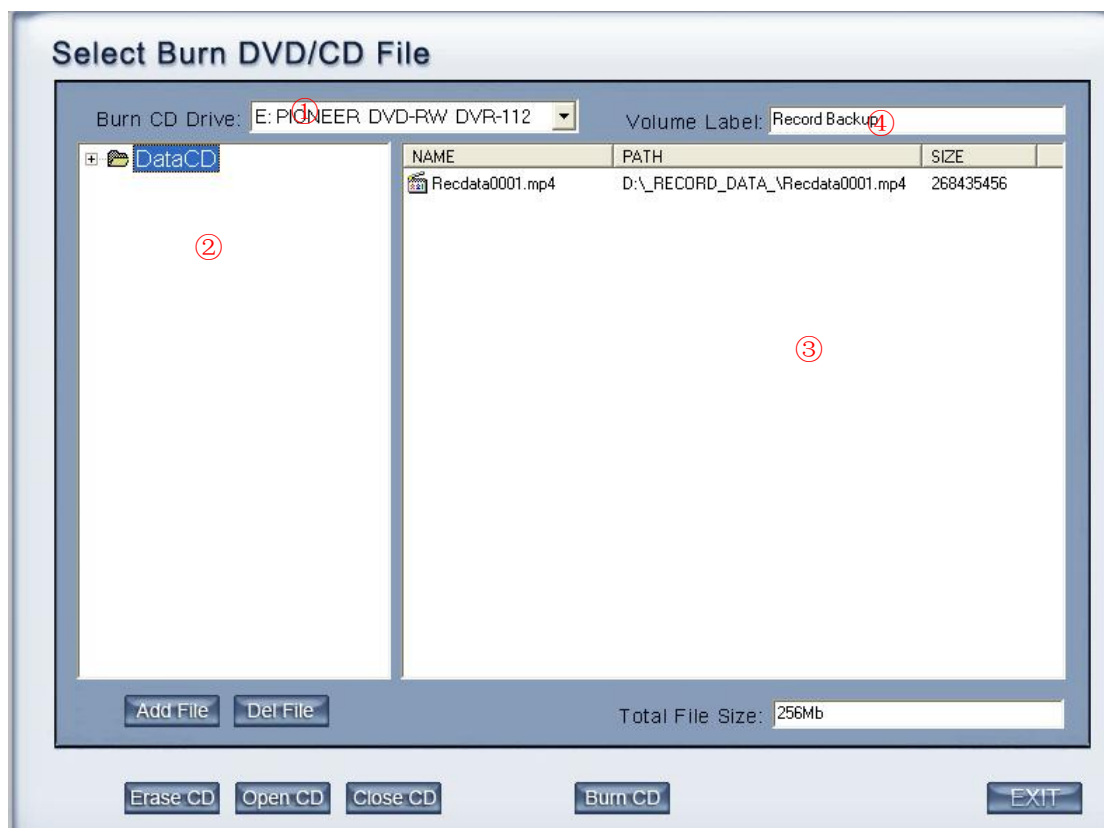 Select Burn DVD/CD File
Burn CD Drive: E: PIONEER DVD-RW DVR-112 ①
Volume Label: Record Backup ④
DataCD
NAME PATH SIZE
Recdata0001.mp4 D:\_RECORD_DATA_\Recdata0001.mp4 268435456
②
③
Add File Del File
Total File Size: 256Mb
Erase CD Open CD Close CD Burn CD EXIT